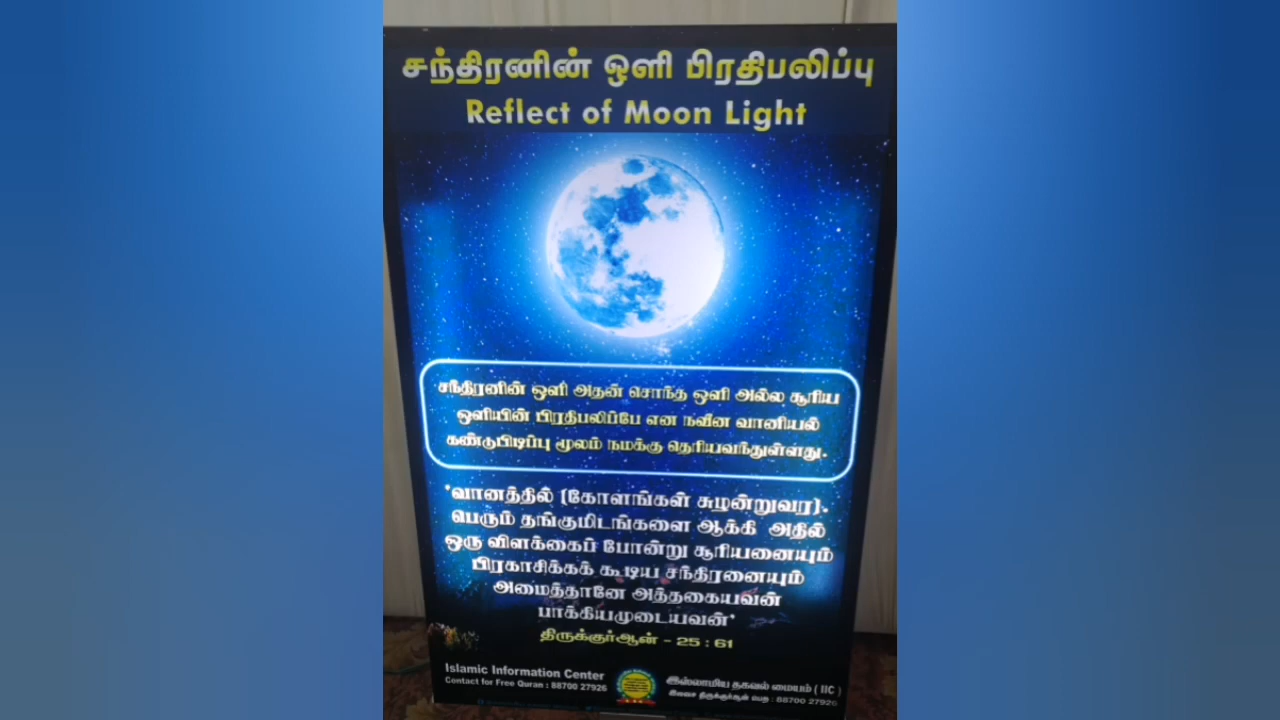 சந்திரனின் ஒளி பிரதிபலிப்பு
Reflect of Moon Light
சந்திரனின் ஒளி அதன் சொந்த ஒளி அல்ல சூரிய
ஒளியின் பிரதிபலிப்பே என நவீன வானியல்
கண்டுபிடிப்பு மூலம் நமக்கு தெரியவந்துள்ளது.
"வானத்தில் (கோளங்கள் சுழன்றுவர).
பெரும் தங்குமிடங்களை ஆக்கி அதில்
ஒரு விளக்கைப் போன்று சூரியனையும்
பிரகாசிக்கக் கூடிய சந்திரனையும்
அமைத்தானே அத்தகையவன்
பாக்கியமுடையவன்"
திருக்குர்ஆன் - 25 : 61
Islamic Information Center
Contact for Free Quran : 88700 27926
இஸ்லாமிய தகவல் மையம் ( IIC )
இலவச திருக்குர்ஆன் பெற : 88700 27926